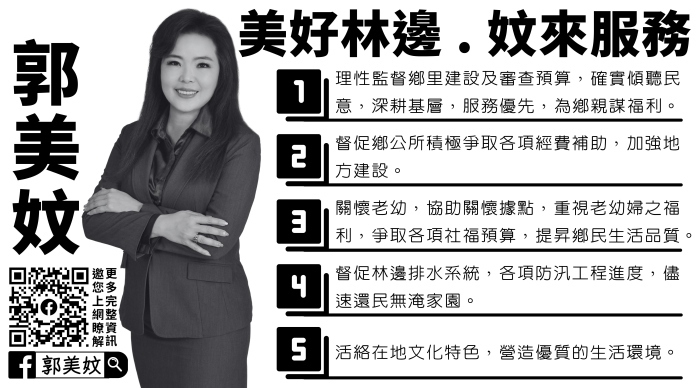 郭美妏
美好林邊.妏來服務
1
理性監督鄉里建設及審查預算，確實傾聽民
意，深耕基層，服務優先，為鄉親謀福利。
2
督促鄉公所積極爭取各項經費補助，加強地
方建設。
3
關懷老幼，協助關懷據點，重視老幼婦之福
利，爭取各項社福預算，提昇鄉民生活品質。
4
督促林邊排水系統，各項防汛工程進度，儘
速還民無淹家園。
5
活絡在地文化特色，營造優質的生活環境。
更多完整資訊
邀您上網瞭解
f 郭美妏